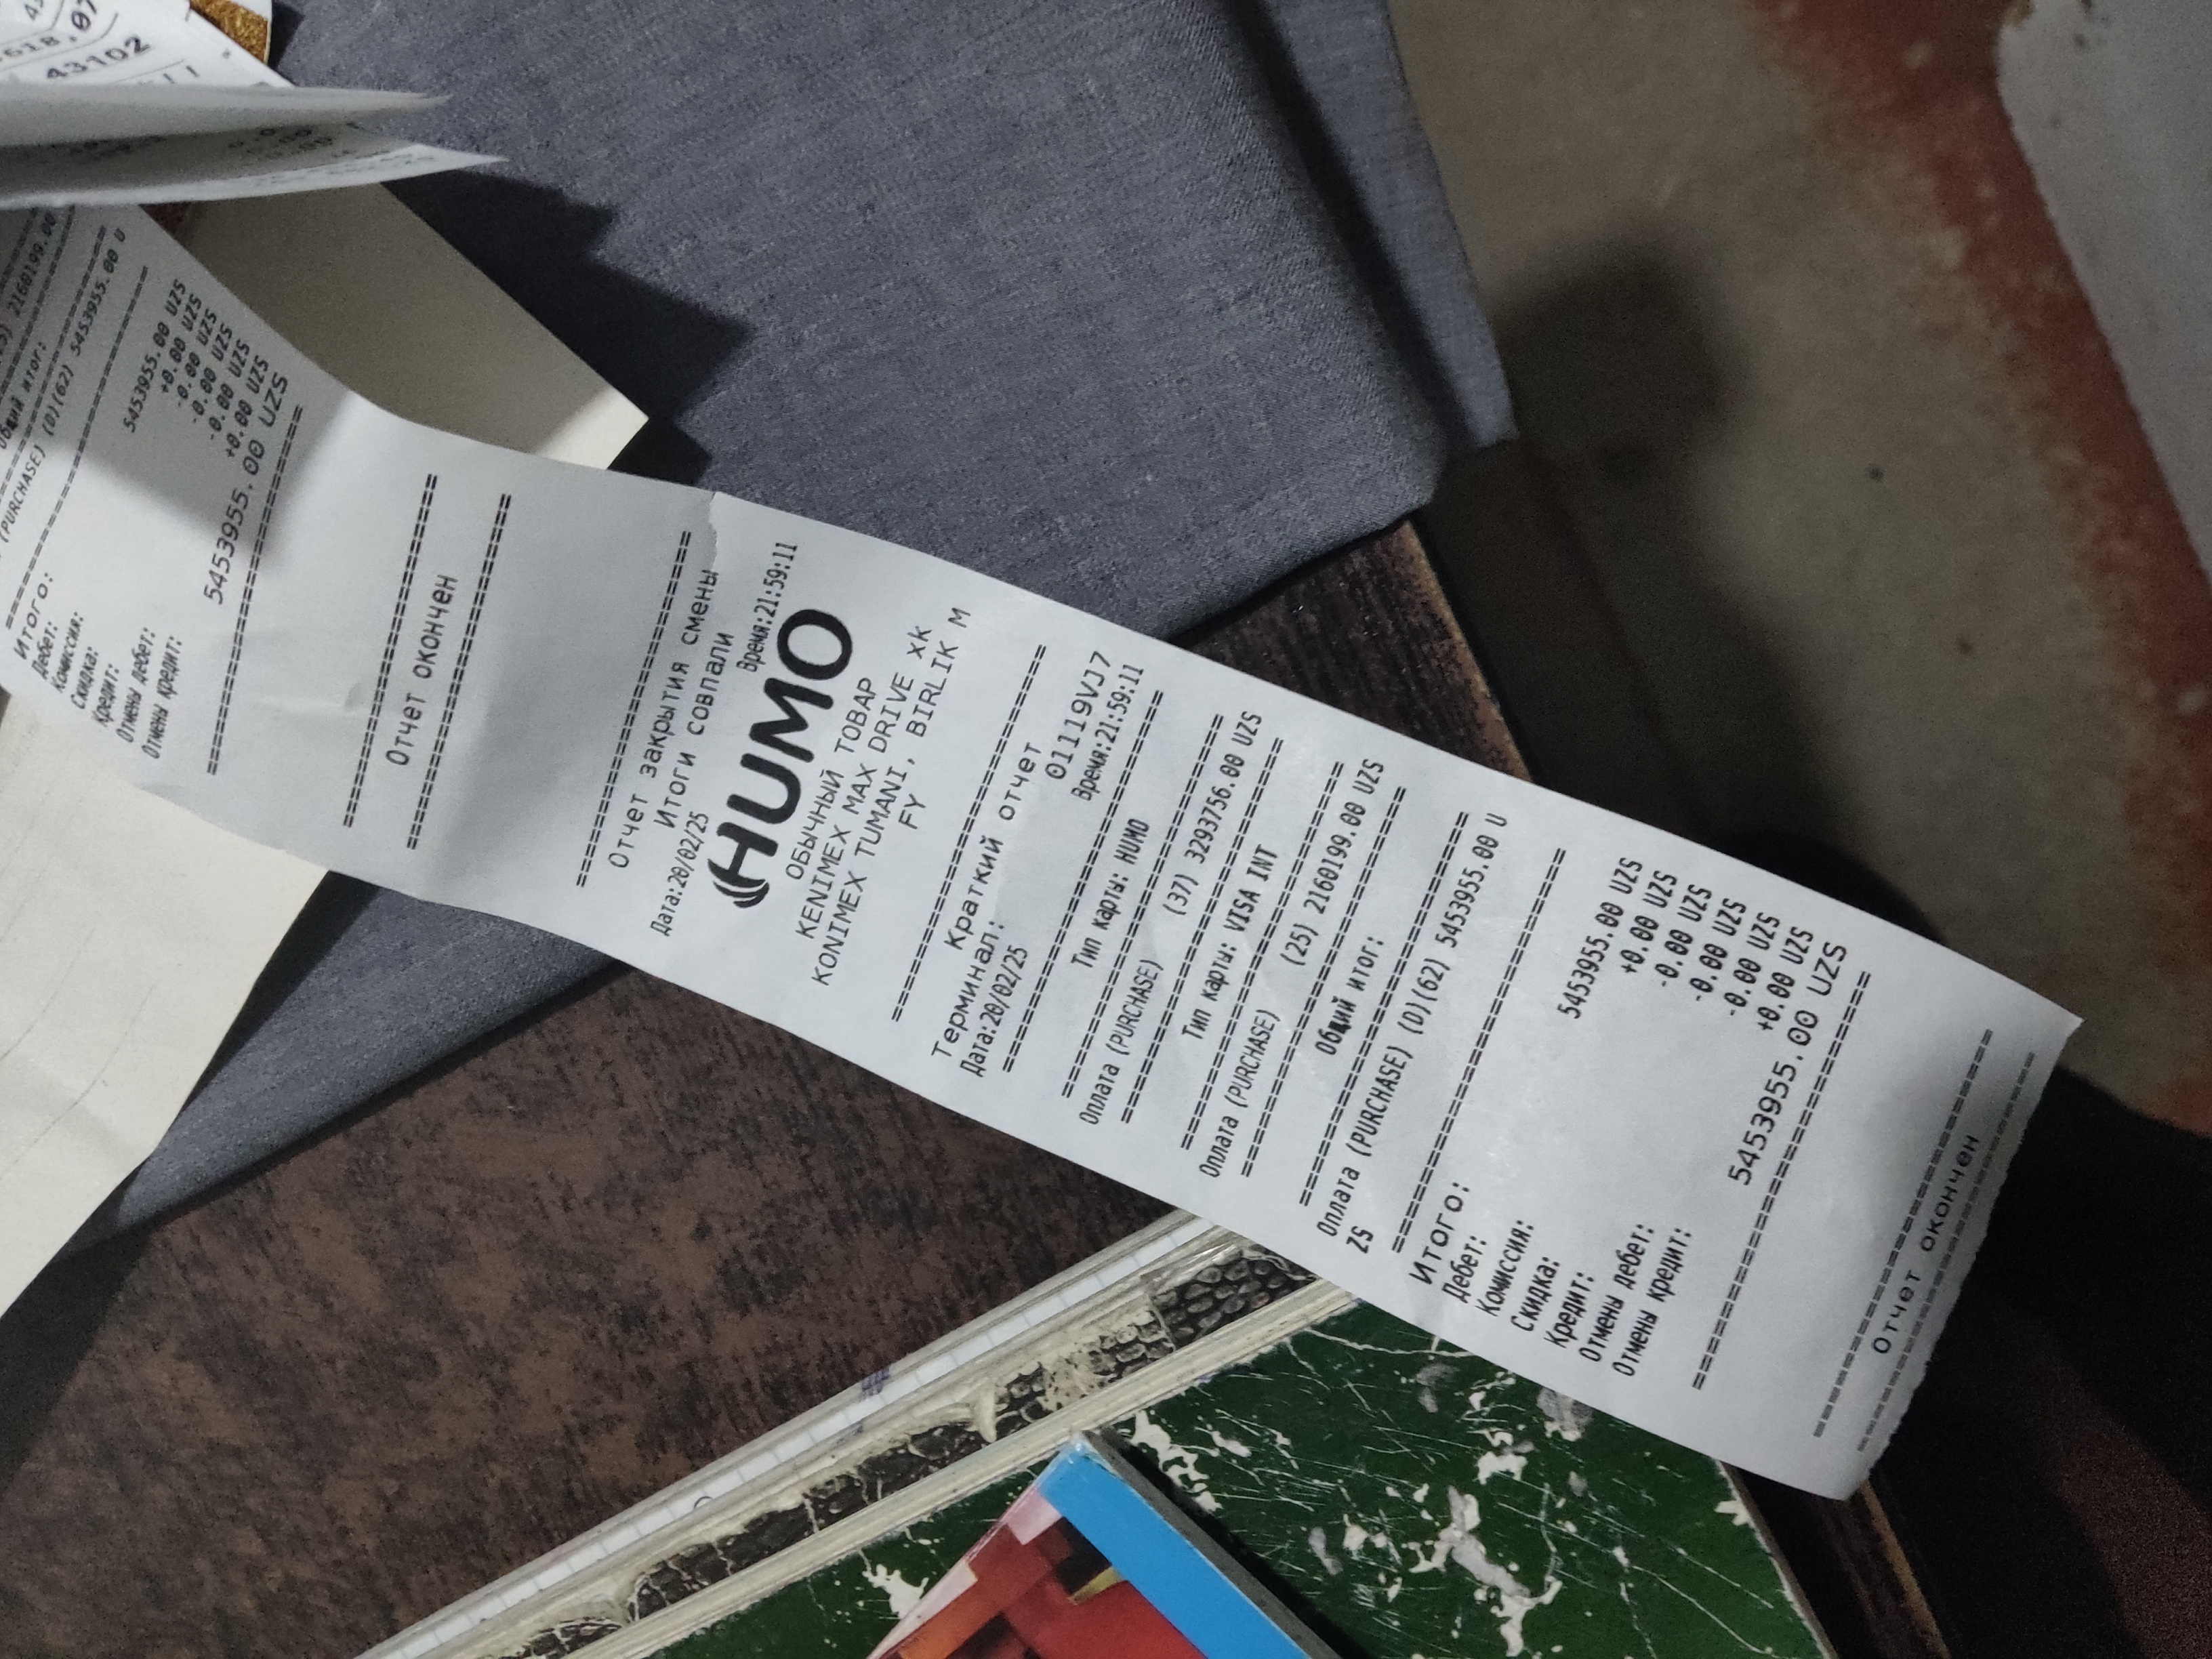 618,07
43102
2160199.00
Общий итог:
(PURCHASE) (D)(62) 5453955.00 U
Итого:
Дебет: 5453955.00 UZS
Комиссия: +0.00 UZS
Скидка: -0.00 UZS
Кредит: -0.00 UZS
Отмены дебет: -0.00 UZS
Отмены кредит: +0.00 UZS
5453955.00 UZS
================================
================================
Отчет окончен
================================
================================
Отчет закрытия смены
Итоги совпали
Дата:20/02/25 Время:21:59:11
HUMO
ОБЫЧНЫЙ ТОВАР
KENIMEX MAX DRIVE XK
KONIMEX TUMANI, BIRLIK M
FY
================================
Краткий отчет
Терминал: 011119VJ7
Дата:20/02/25 Время:21:59:11
================================
Тип карты: HUMO
================================
Оплата (PURCHASE) (37) 3293756.00 UZS
================================
Тип карты: VISA INT
================================
Оплата (PURCHASE) (25) 2160199.00 UZS
================================
Общий итог:
================================
Оплата (PURCHASE) (D)(62) 5453955.00 U
ZS
================================
Итого:
Дебет: 5453955.00 UZS
Комиссия: +0.00 UZS
Скидка: -0.00 UZS
Кредит: -0.00 UZS
Отмены дебет: -0.00 UZS
Отмены кредит: +0.00 UZS
5453955.00 UZS
================================
================================
Отчет окончен
================================